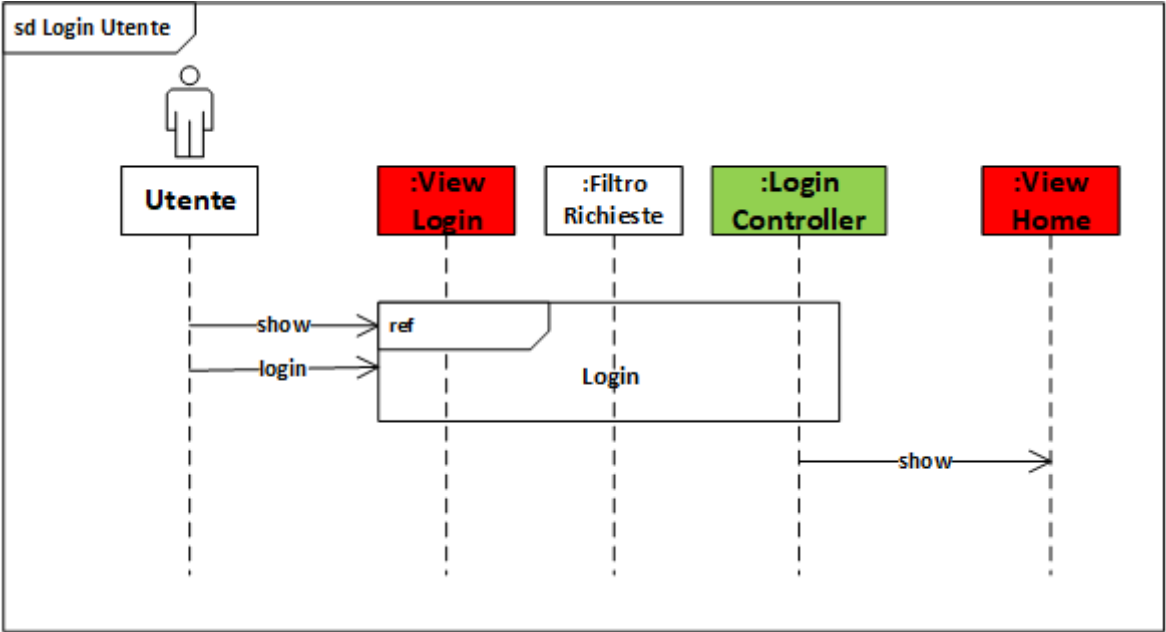 sd Login Utente
Utente
:View
Login
:Filtro
Richieste
:Login
Controller
:View
Home
show
ref
login
Login
show